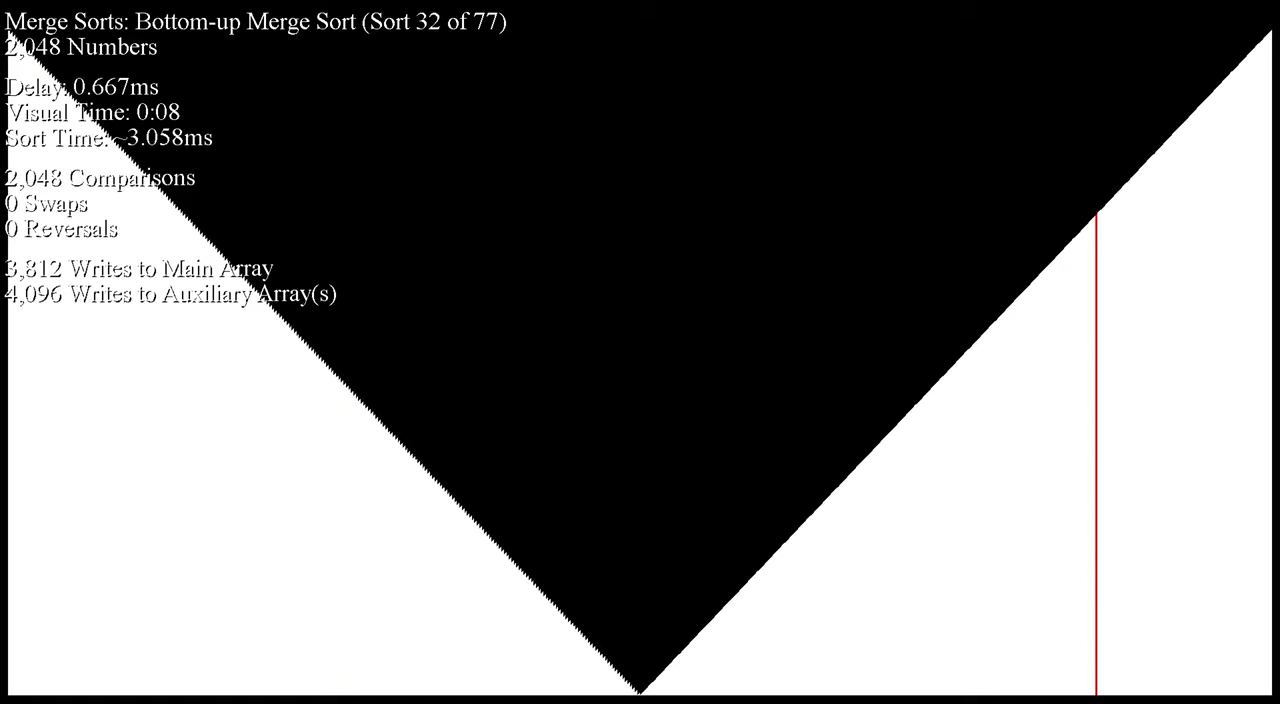 Merge Sorts: Bottom-up Merge Sort (Sort 32 of 77)
2,048 Numbers
Delay: 0.667ms
Visual Time: 0:08
Sort Time: ~3.058ms
2,048 Comparisons
0 Swaps
0 Reversals
3,812 Writes to Main Array
4,096 Writes to Auxiliary Array(s)